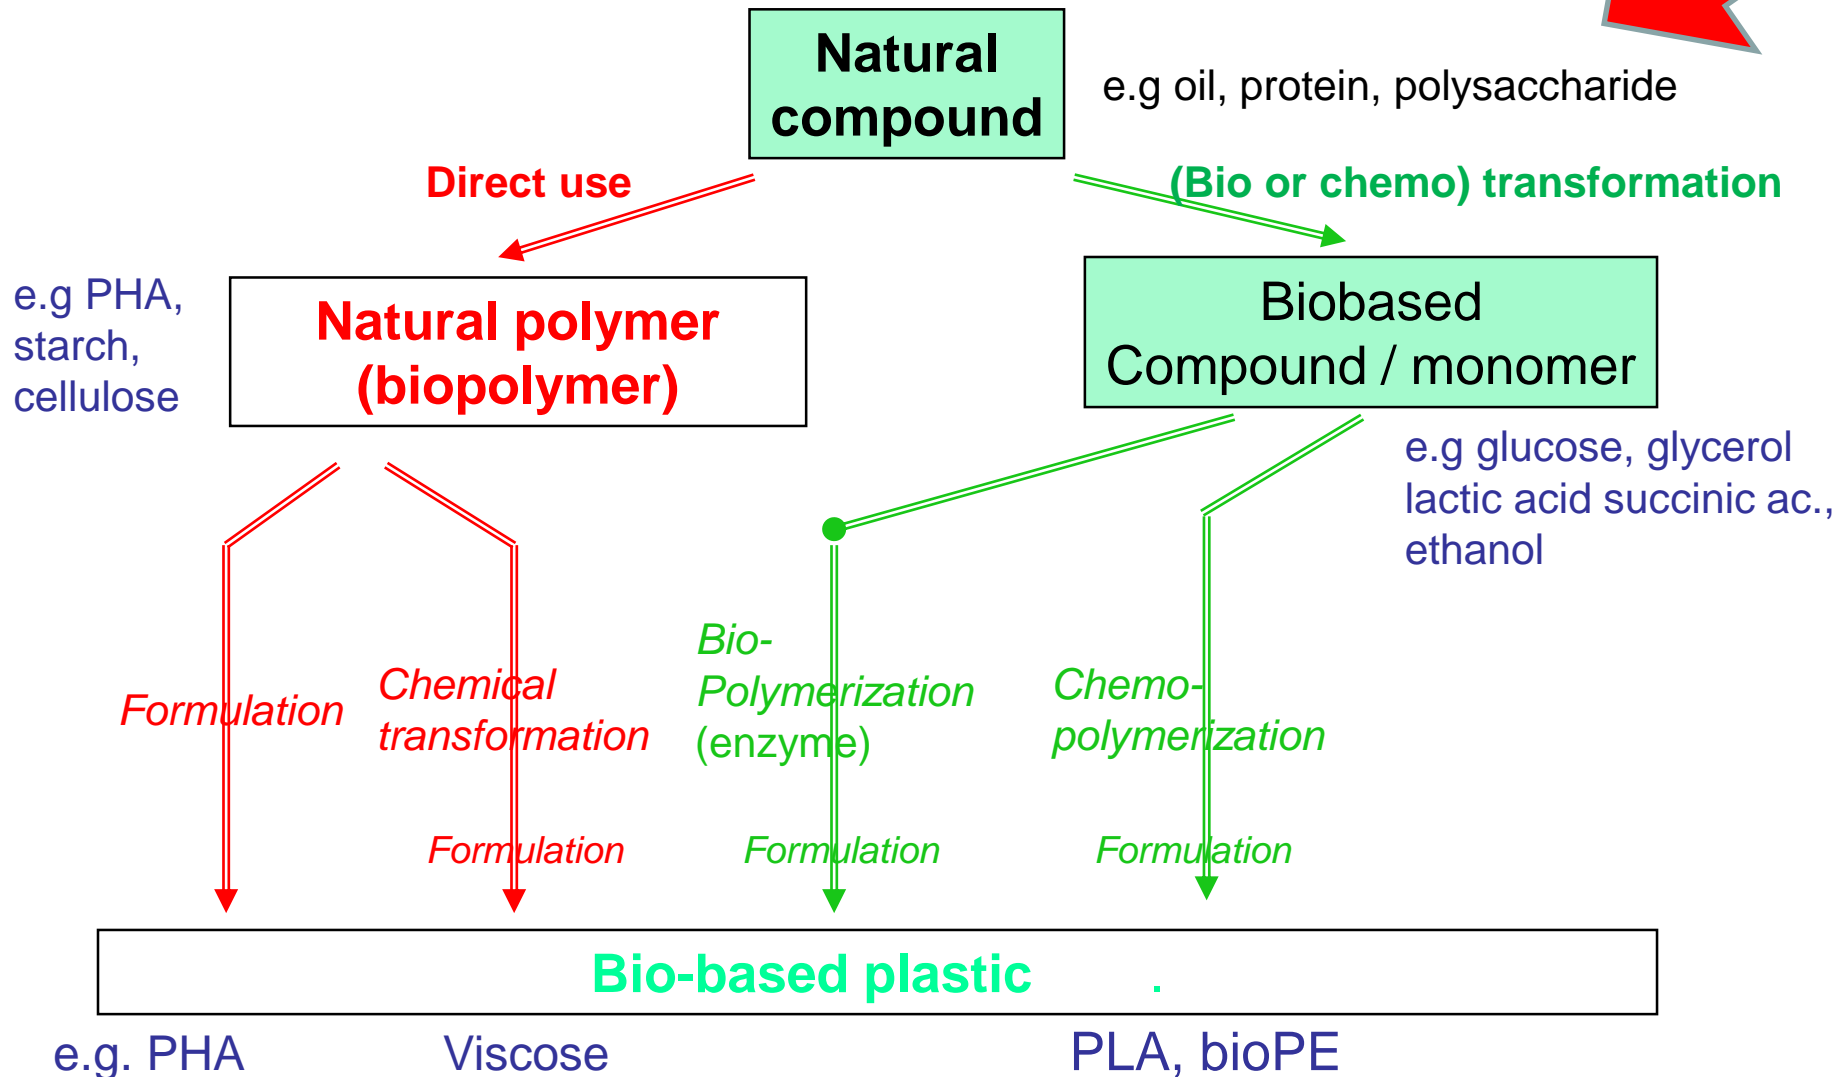 Natural
compound
e.g oil, protein, polysaccharide
Direct use
(Bio or chemo) transformation
e.g PHA,
starch,
cellulose
Natural polymer
(biopolymer)
Biobased
Compound / monomer
e.g glucose, glycerol
lactic acid succinic ac.,
ethanol
Formulation
Chemical
transformation
Bio-
Polymerization
(enzyme)
Chemo-
polymerization
Formulation
Formulation
Formulation
Bio-based plastic .
e.g. PHA
Viscose
PLA, bioPE